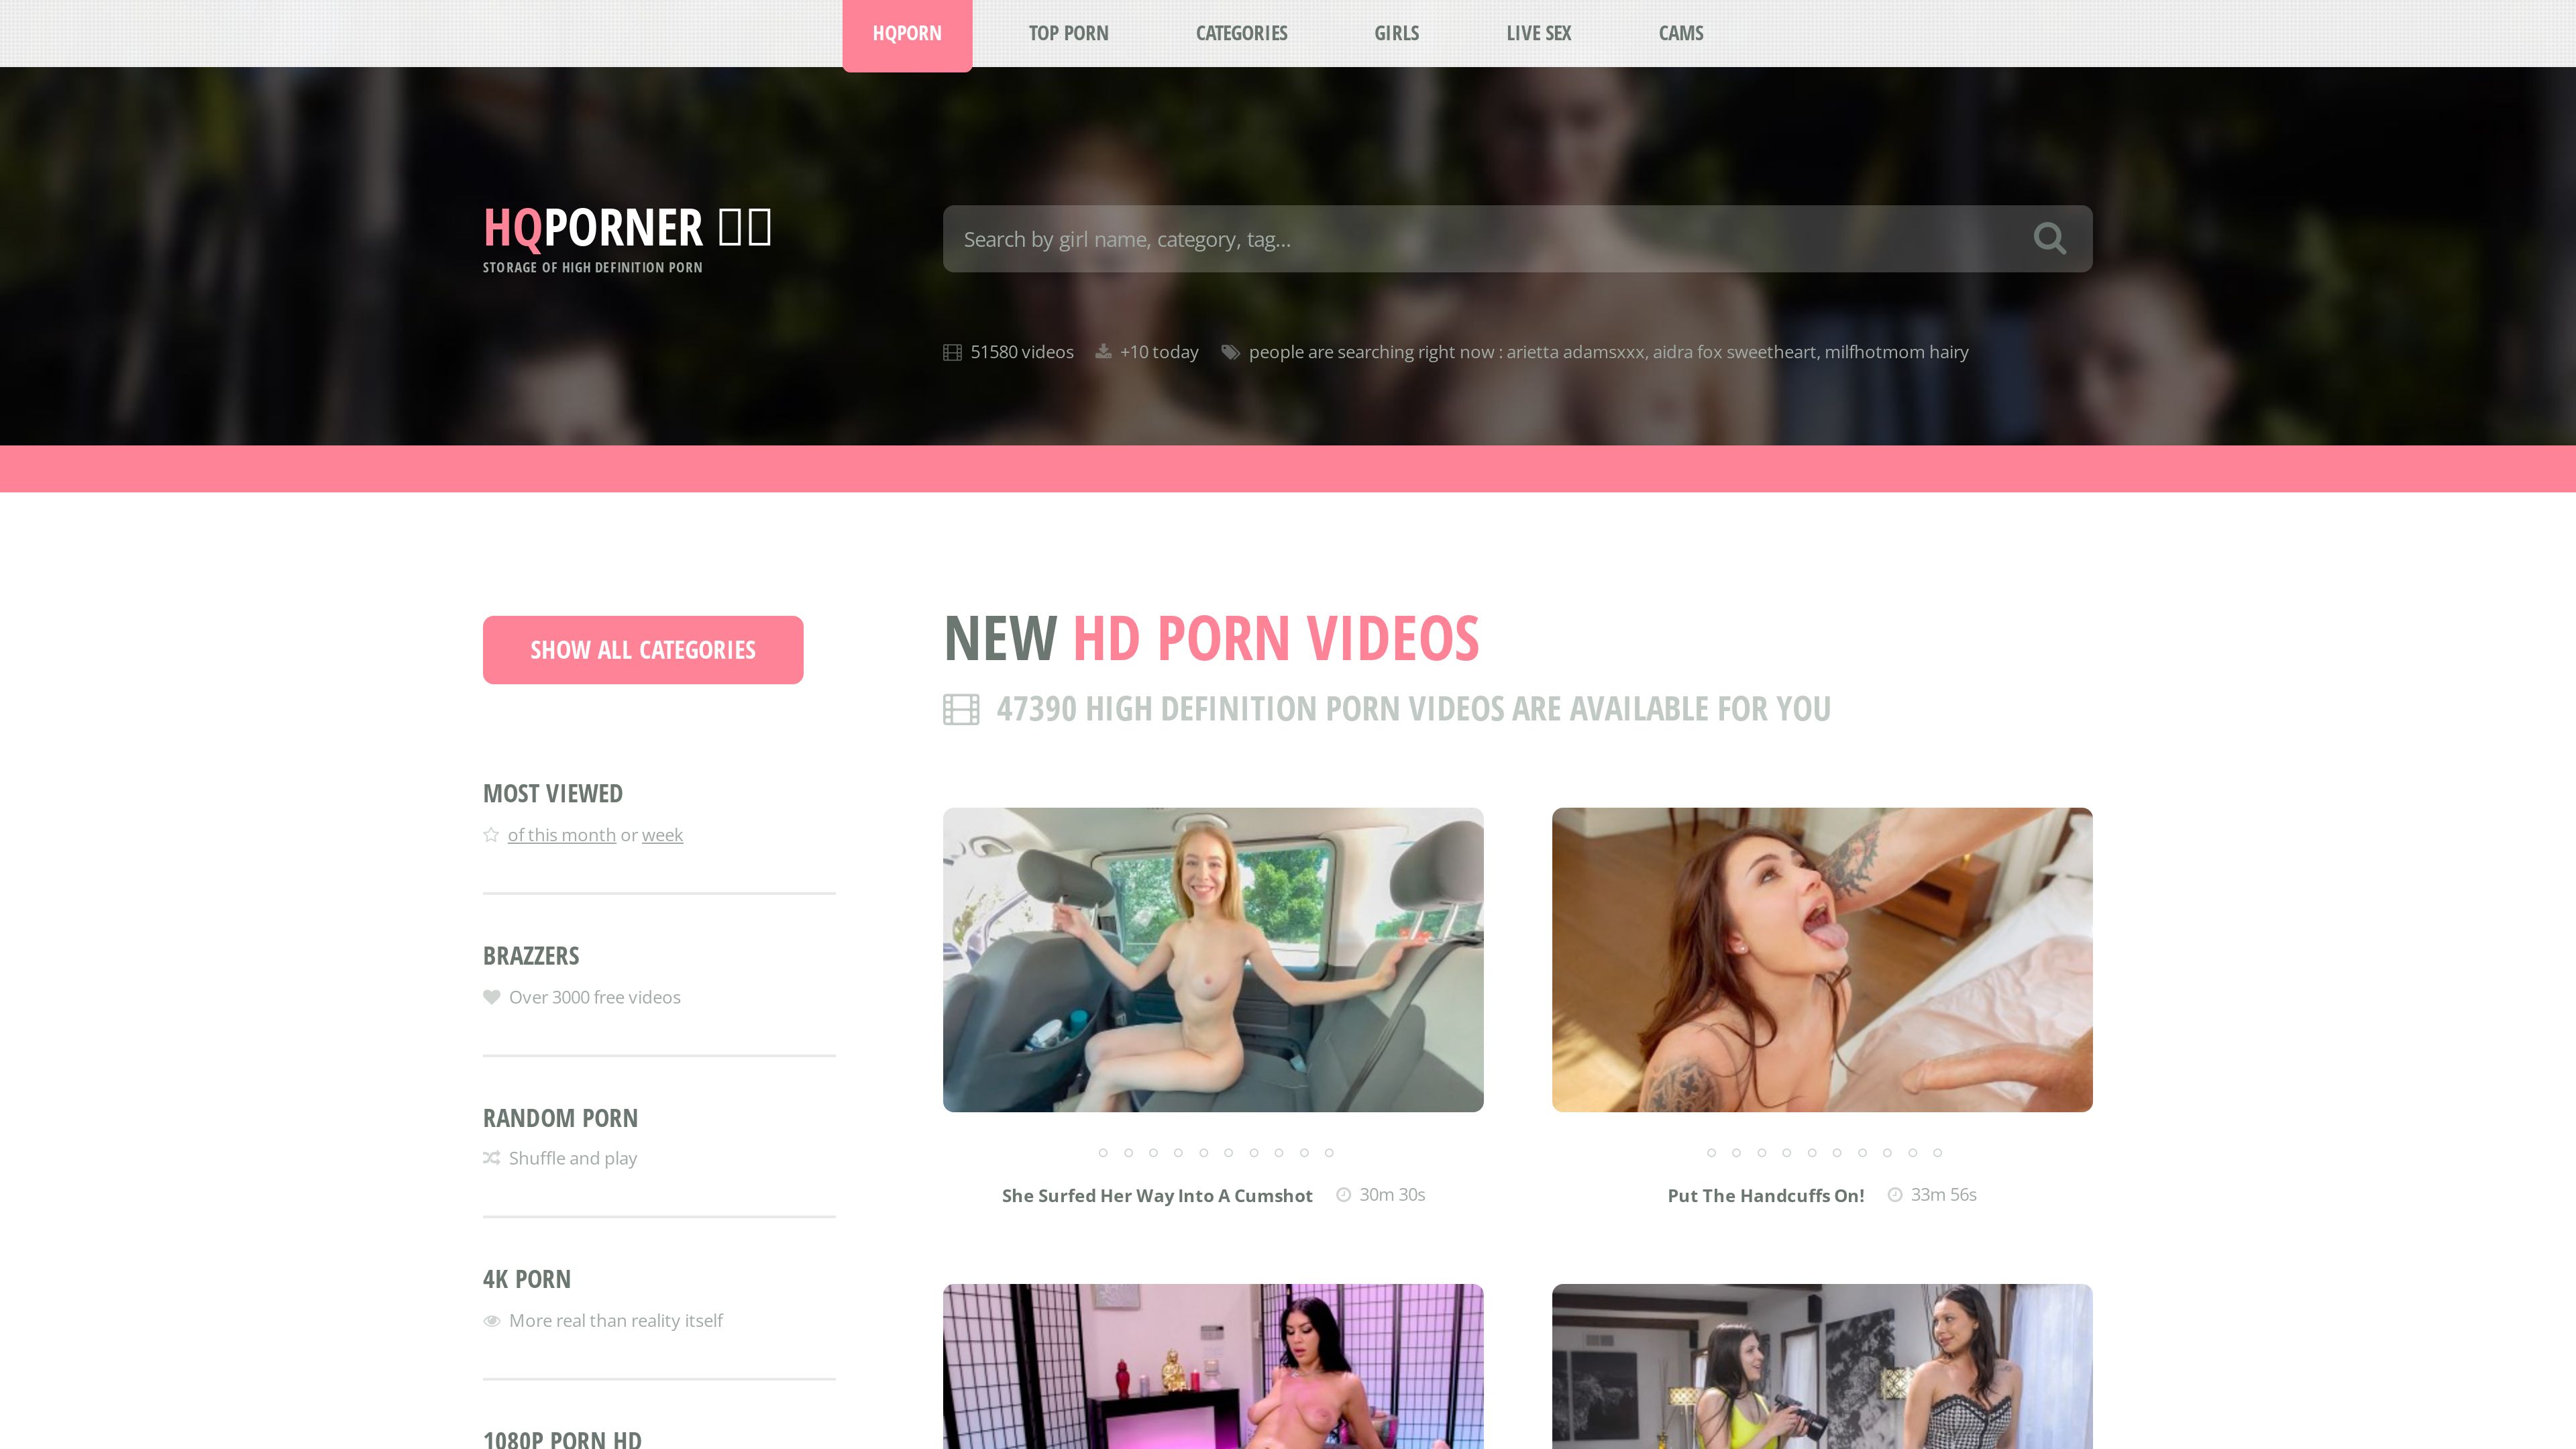 HQPORN
TOP PORN
CATEGORIES
GIRLS
LIVE SEX
CAMS
HQPORNER
STORAGE OF HIGH DEFINITION PORN
Search by girl name, category, tag...
51580 videos
+10 today
people are searching right now : arietta adamsxxx, aidra fox sweetheart, milfhotmom hairy
SHOW ALL CATEGORIES
MOST VIEWED
of this month or week
BRAZZERS
Over 3000 free videos
RANDOM PORN
Shuffle and play
4K PORN
More real than reality itself
1080P PORN HD
NEW HD PORN VIDEOS
47390 HIGH DEFINITION PORN VIDEOS ARE AVAILABLE FOR YOU
She Surfed Her Way Into A Cumshot
30m 30s
Put The Handcuffs On!
33m 56s